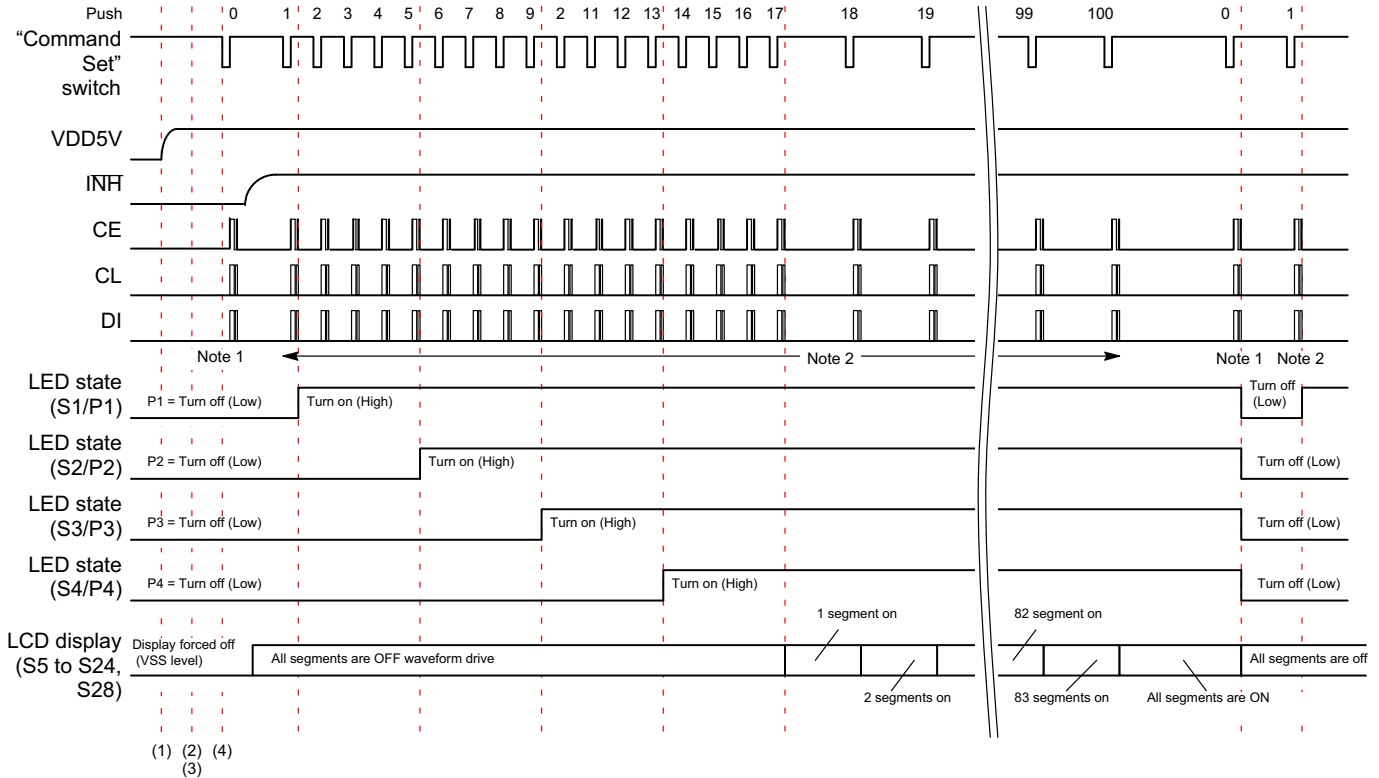 Push 0 1 2 3 4 5 6 7 8 9 2 11 12 13 14 15 16 17 18 19 99 100 0 1
“Command
Set”
switch
VDD5V
INH
CE
CL
DI
Note 1 Note 2 Note 1 Note 2
LED state
(S1/P1)
P1 = Turn off (Low) Turn on (High) Turn off
(Low)
LED state
(S2/P2)
P2 = Turn off (Low) Turn on (High) Turn off (Low)
LED state
(S3/P3)
P3 = Turn off (Low) Turn on (High) Turn off (Low)
LED state
(S4/P4)
P4 = Turn off (Low) Turn on (High) Turn off (Low)
1 segment on 82 segment on
LCD display
(S5 to S24,
S28)
Display forced off
(VSS level)
All segments are OFF waveform drive All segments are off
2 segments on 83 segments on All segments are ON
(1) (2) (4)
(3)